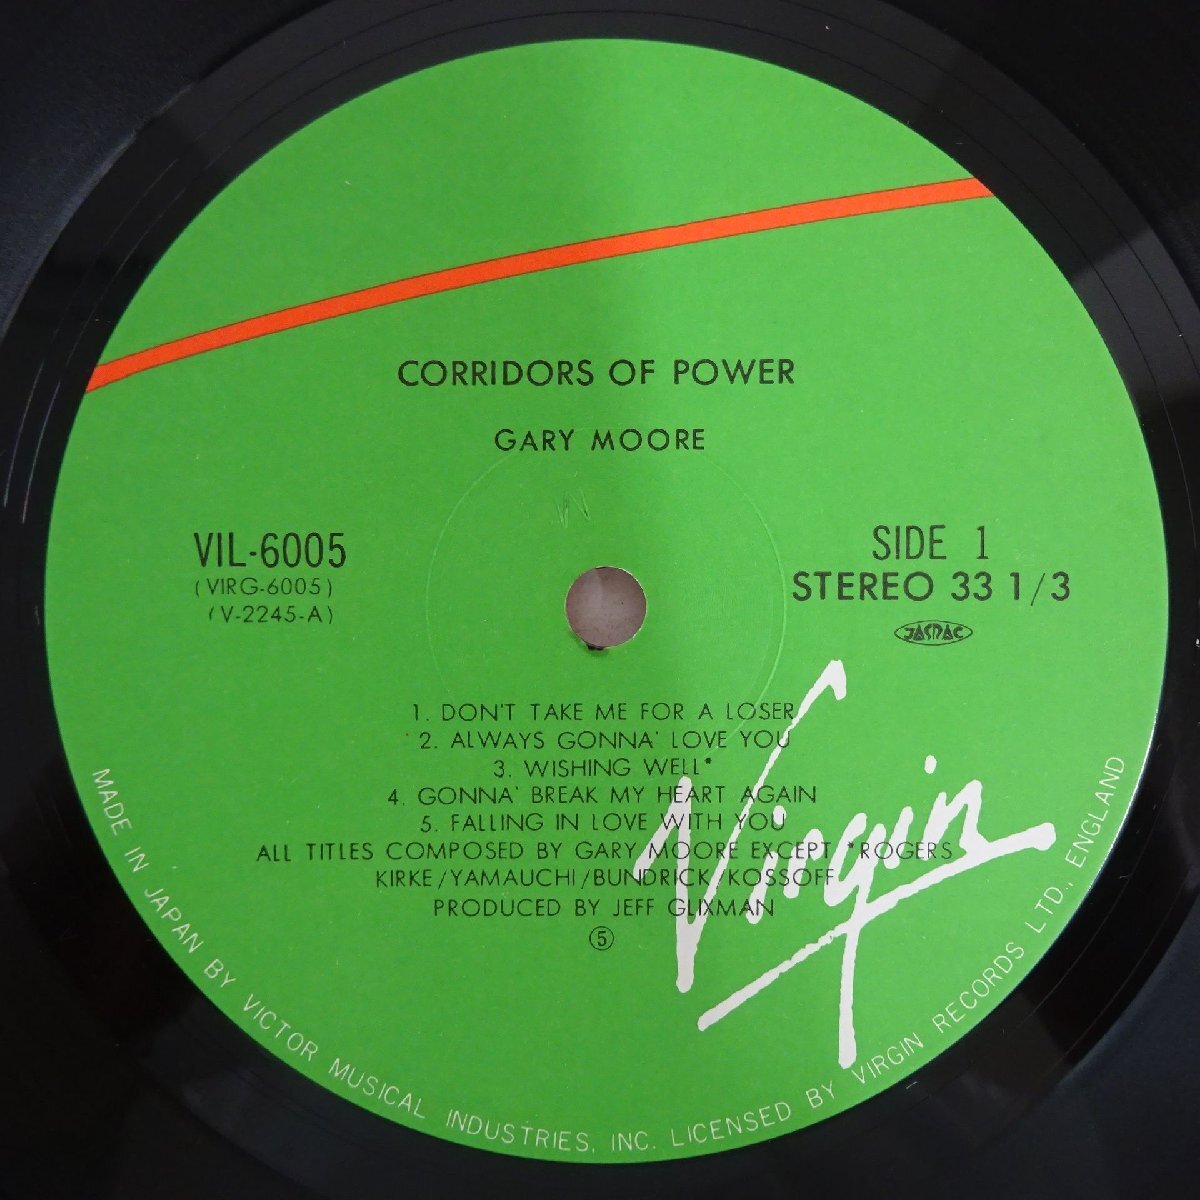 CORRIDORS OF POWER
GARY MOORE
VIL-6005
(VIRG-6005)
(V-2245-A)
SIDE 1
STEREO 33 1/3
JASRAC
1. DON'T TAKE ME FOR A LOSER
2. ALWAYS GONNA' LOVE YOU
3. WISHING WELL*
4. GONNA' BREAK MY HEART AGAIN
5. FALLING IN LOVE WITH YOU
ALL TITLES COMPOSED BY GARY MOORE EXCEPT *ROGERS
KIRKE/YAMAUCHI/BUNDRICK/KOSSOFF
PRODUCED BY JEFF GLIXMAN
⑤
Virgin
MADE IN JAPAN BY VICTOR MUSICAL INDUSTRIES, INC. LICENSED BY VIRGIN RECORDS LTD., ENGLAND